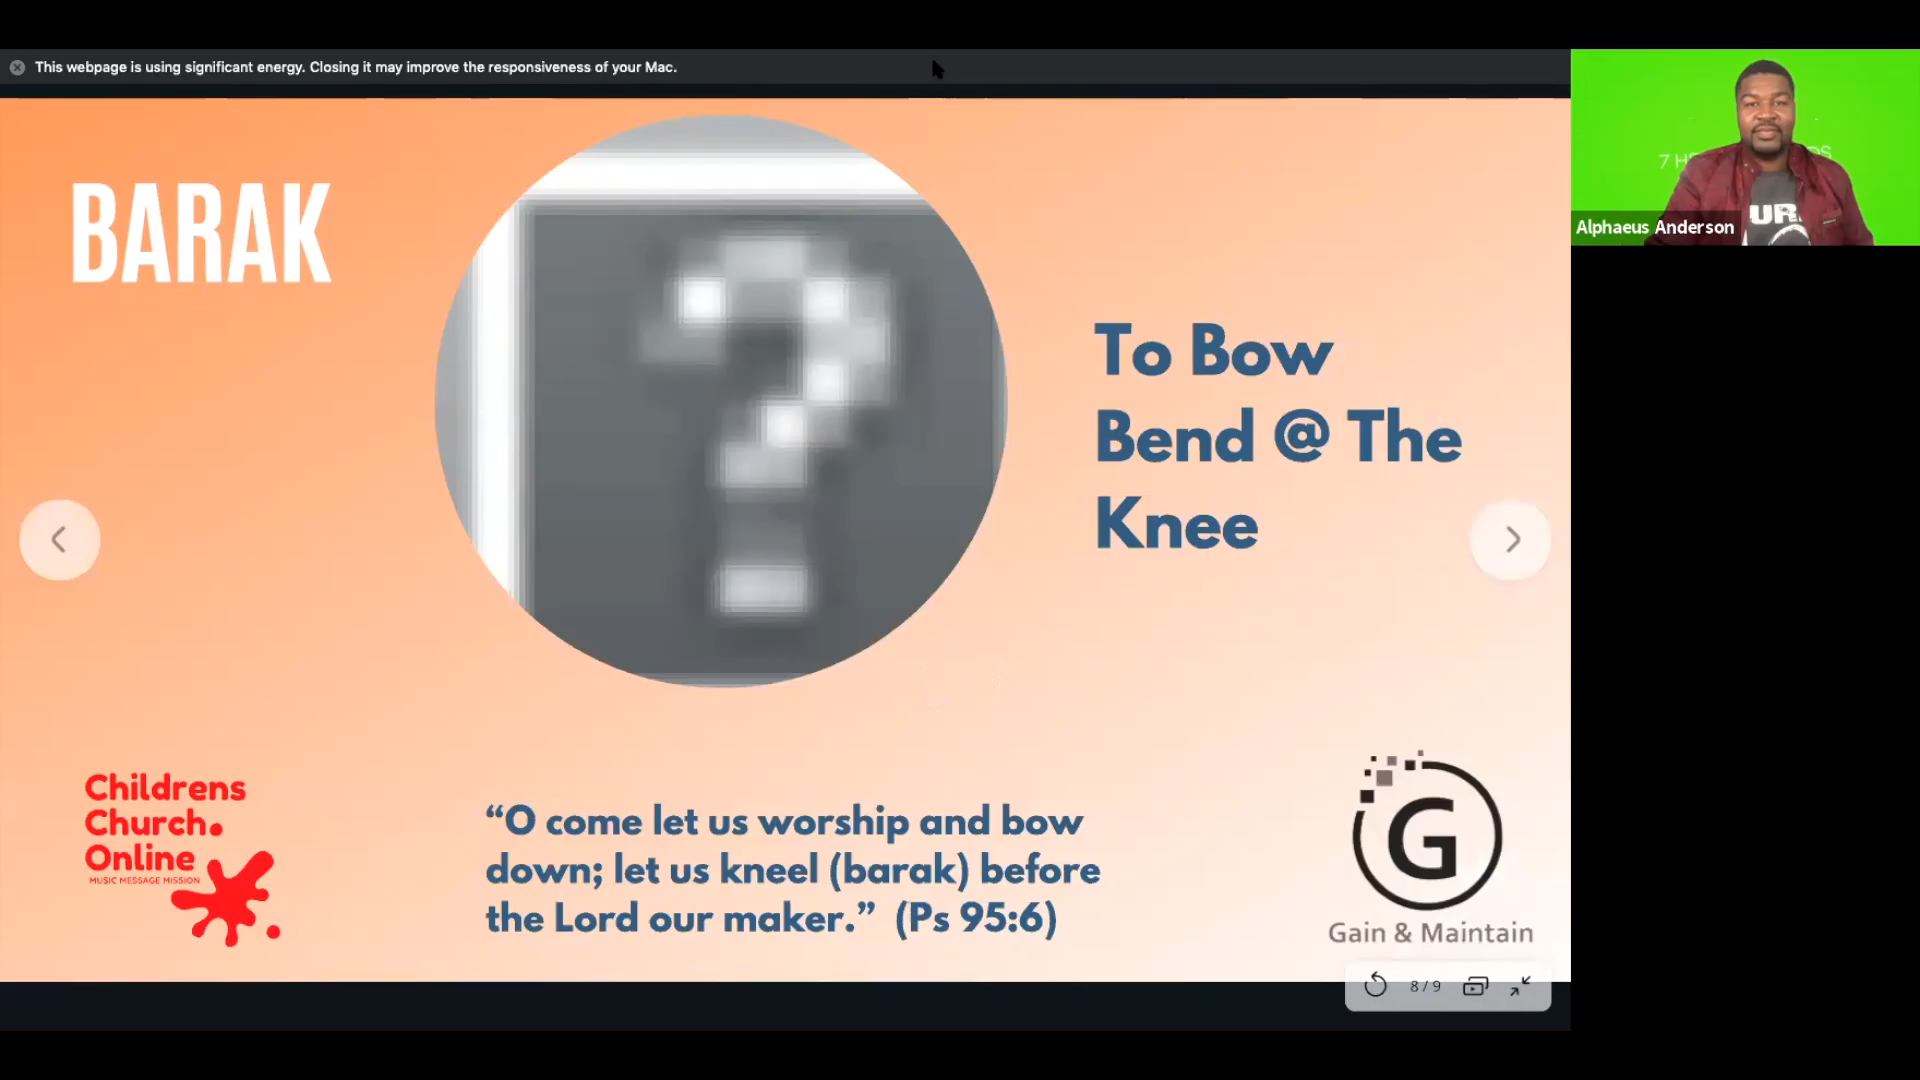 This webpage is using significant energy. Closing it may improve the responsiveness of your Mac.
BARAK
?
To Bow
Bend @ The
Knee
Alphaeus Anderson
UR
Childrens
Church.
Online
MUSIC MESSAGE MISSION
“O come let us worship and bow
down; let us kneel (barak) before
the Lord our maker.” (Ps 95:6)
G
Gain & Maintain
8/9